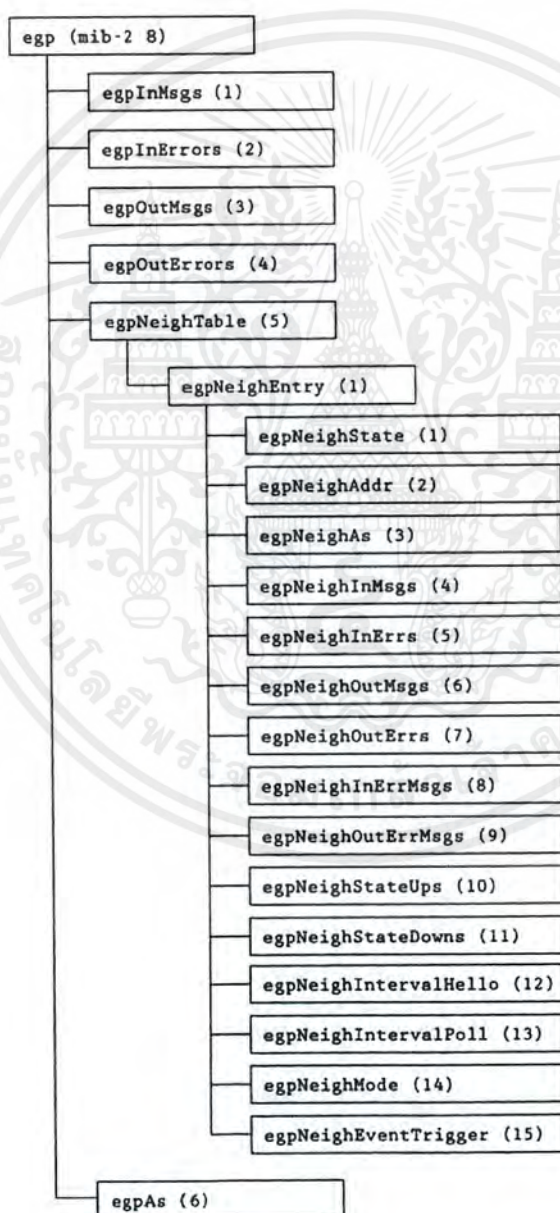 egp (mib-2 8)
egpInMsgs (1)
egpInErrors (2)
egpOutMsgs (3)
egpOutErrors (4)
egpNeighTable (5)
egpNeighEntry (1)
egpNeighState (1)
egpNeighAddr (2)
egpNeighAs (3)
egpNeighInMsgs (4)
egpNeighInErrs (5)
egpNeighOutMsgs (6)
egpNeighOutErrs (7)
egpNeighInErrMsgs (8)
egpNeighOutErrMsgs (9)
egpNeighStateUps (10)
egpNeighStateDowns (11)
egpNeighIntervalHello (12)
egpNeighIntervalPoll (13)
egpNeighMode (14)
egpNeighEventTrigger (15)
egpAs (6)